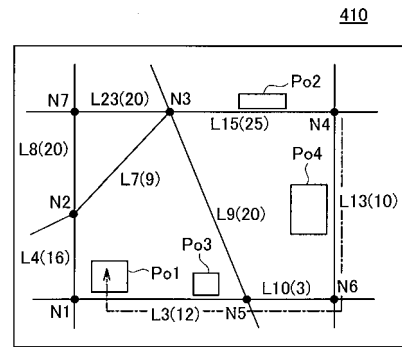 410
Po2
N7 L23(20) N3
L15(25) N4
L8(20) Po4
L7(9)
L13(10)
N2 L9(20)
L4(16) Po3
Po1
L10(3) N6
N1 L3(12) N5